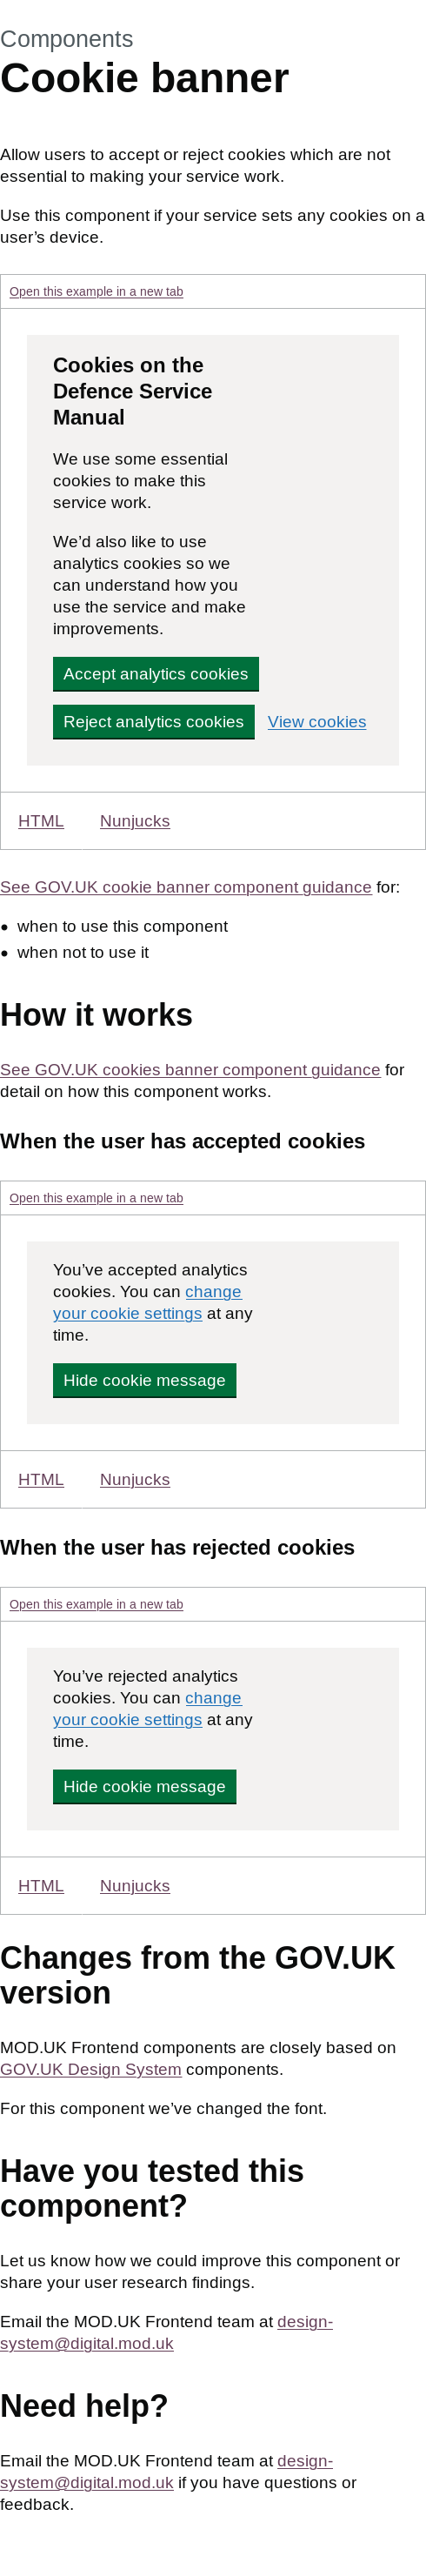 Components
Cookie banner
Allow users to accept or reject cookies which are not
essential to making your service work.
Use this component if your service sets any cookies on a
user’s device.
Open this example in a new tab
Cookies on the
Defence Service
Manual
We use some essential
cookies to make this
service work.
We’d also like to use
analytics cookies so we
can understand how you
use the service and make
improvements.
Accept analytics cookies
Reject analytics cookies View cookies
HTML Nunjucks
See GOV.UK cookie banner component guidance for:
• when to use this component
• when not to use it
How it works
See GOV.UK cookies banner component guidance for
detail on how this component works.
When the user has accepted cookies
Open this example in a new tab
You’ve accepted analytics
cookies. You can change
your cookie settings at any
time.
Hide cookie message
HTML Nunjucks
When the user has rejected cookies
Open this example in a new tab
You’ve rejected analytics
cookies. You can change
your cookie settings at any
time.
Hide cookie message
HTML Nunjucks
Changes from the GOV.UK
version
MOD.UK Frontend components are closely based on
GOV.UK Design System components.
For this component we’ve changed the font.
Have you tested this
component?
Let us know how we could improve this component or
share your user research findings.
Email the MOD.UK Frontend team at design-
system@digital.mod.uk
Need help?
Email the MOD.UK Frontend team at design-
system@digital.mod.uk if you have questions or
feedback.